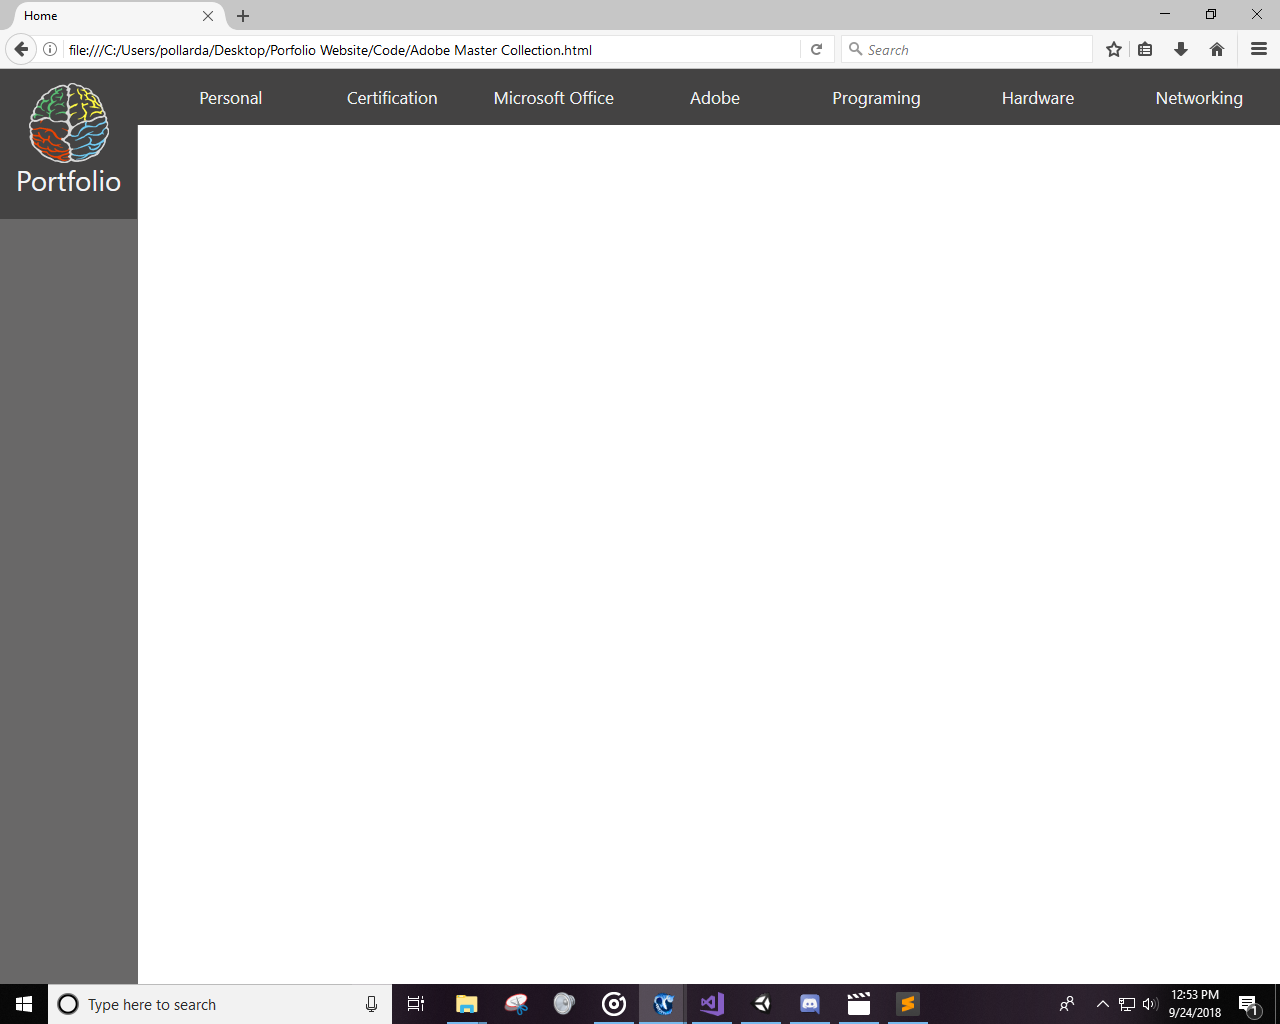 Home
file:///C:/Users/pollarda/Desktop/Porfolio Website/Code/Adobe Master Collection.html
Search
Personal Certification Microsoft Office Adobe Programing Hardware Networking
Portfolio
Type here to search
12:53 PM
9/24/2018
1